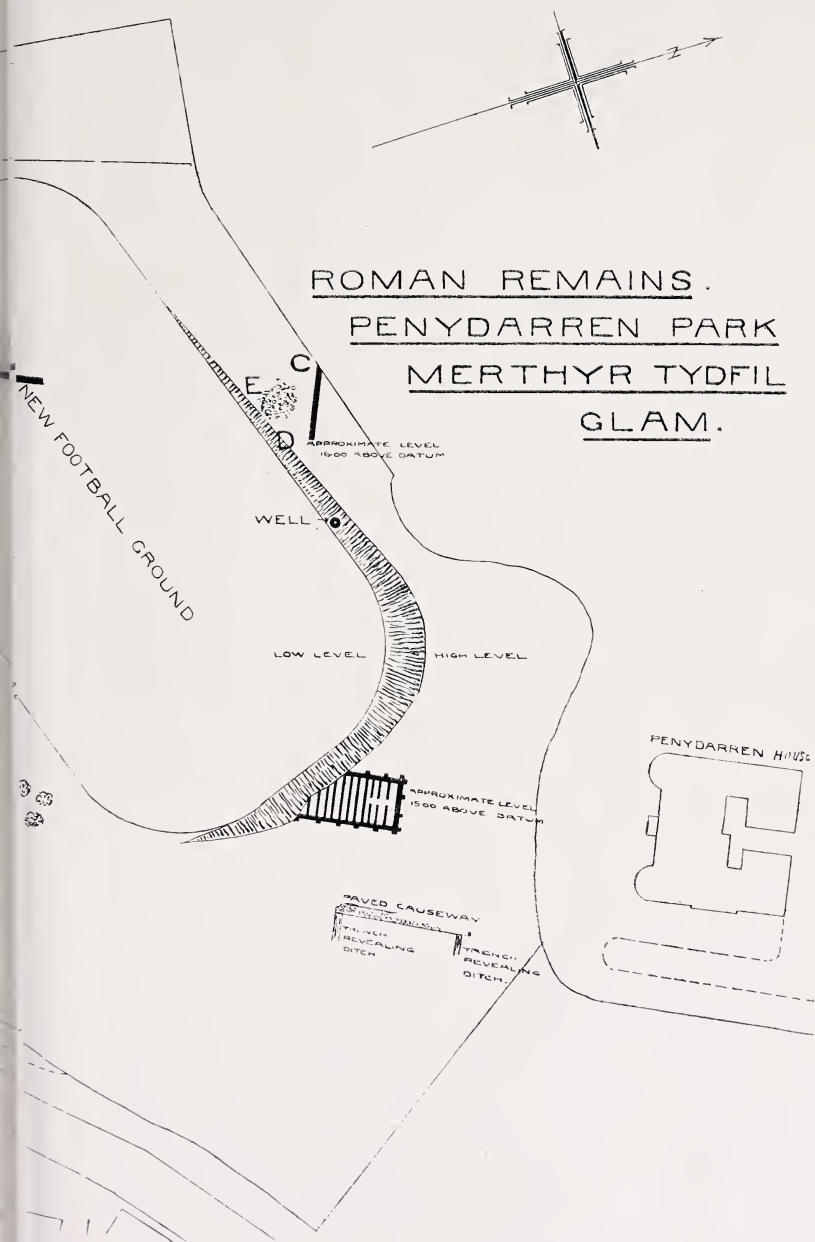 N
ROMAN REMAINS.
PENYDARREN PARK
MERTHYR TYDFIL
GLAM.
C
E
D
APPROXIMATE LEVEL
1600 ABOVE DATUM
NEW FOOTBALL GROUND
WELL
LOW LEVEL
HIGH LEVEL
PENYDARREN HOUSE
APPROXIMATE LEVEL
1500 ABOVE DATUM
PAVED CAUSEWAY
TRENCH
REVEALING
DITCH
TRENCH
REVEALING
DITCH.